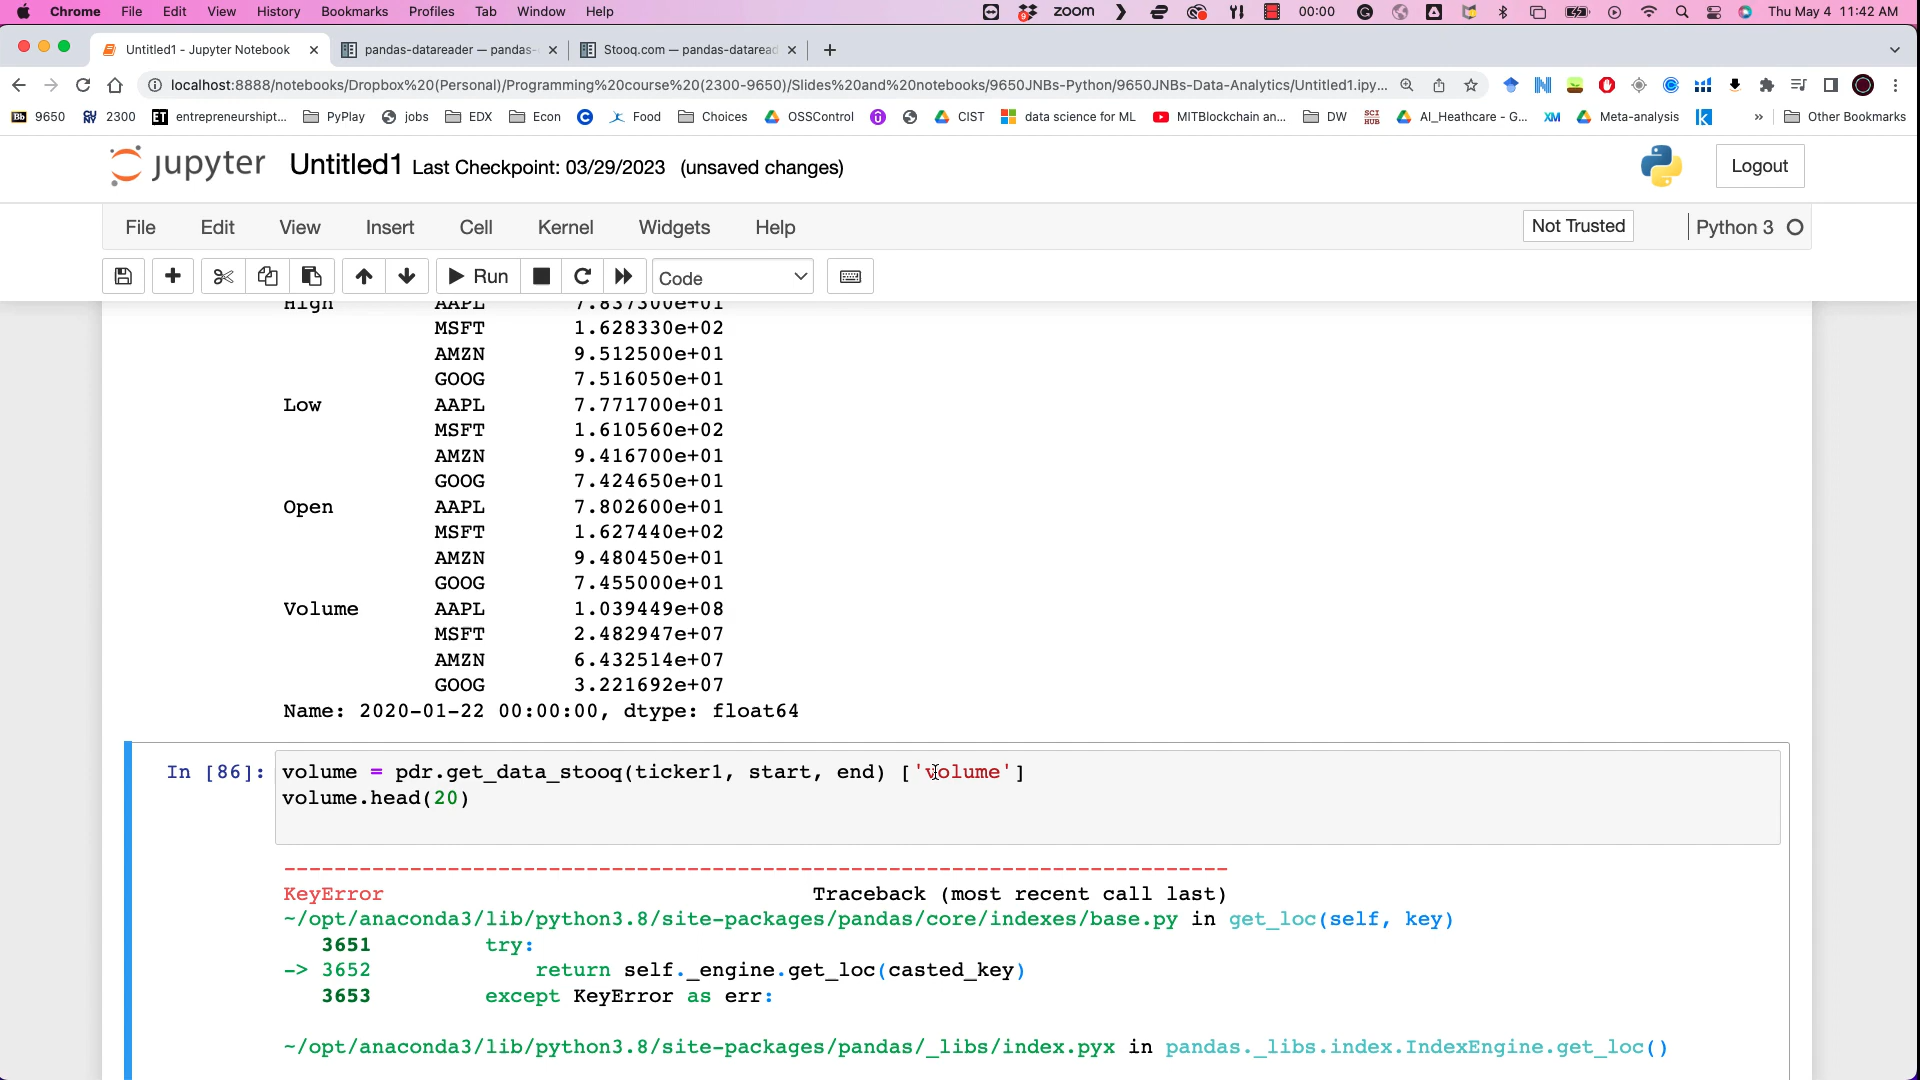 Chrome File Edit View History Bookmarks Profiles Tab Window Help zoom 00:00 Thu May 4 11:42 AM
Untitled1 - Jupyter Notebook pandas-datareader — pandas- Stooq.com — pandas-dataread
localhost:8888/notebooks/Dropbox%20(Personal)/Programming%20course%20(2300-9650)/Slides%20and%20notebooks/9650JNBs-Python/9650JNBs-Data-Analytics/Untitled1.ipy...
Bb 9650 2300 ET entrepreneurshipt... PyPlay jobs EDX Econ Food Choices OSSControl CIST data science for ML MITBlockchain an... DW SCI HUB AI_Heathcare - G... XM Meta-analysis » Other Bookmarks
jupyter Untitled1 Last Checkpoint: 03/29/2023 (unsaved changes) Logout
File Edit View Insert Cell Kernel Widgets Help Not Trusted Python 3
Run Code
High AAPL 7.837300e+01
MSFT 1.628330e+02
AMZN 9.512500e+01
GOOG 7.516050e+01
Low AAPL 7.771700e+01
MSFT 1.610560e+02
AMZN 9.416700e+01
GOOG 7.424650e+01
Open AAPL 7.802600e+01
MSFT 1.627440e+02
AMZN 9.480450e+01
GOOG 7.455000e+01
Volume AAPL 1.039449e+08
MSFT 2.482947e+07
AMZN 6.432514e+07
GOOG 3.221692e+07
Name: 2020-01-22 00:00:00, dtype: float64
In [86]: volume = pdr.get_data_stooq(ticker1, start, end) ['volume']
volume.head(20)
---------------------------------------------------------------------------
KeyError Traceback (most recent call last)
~/opt/anaconda3/lib/python3.8/site-packages/pandas/core/indexes/base.py in get_loc(self, key)
3651 try:
-> 3652 return self._engine.get_loc(casted_key)
3653 except KeyError as err:
~/opt/anaconda3/lib/python3.8/site-packages/pandas/_libs/index.pyx in pandas._libs.index.IndexEngine.get_loc()